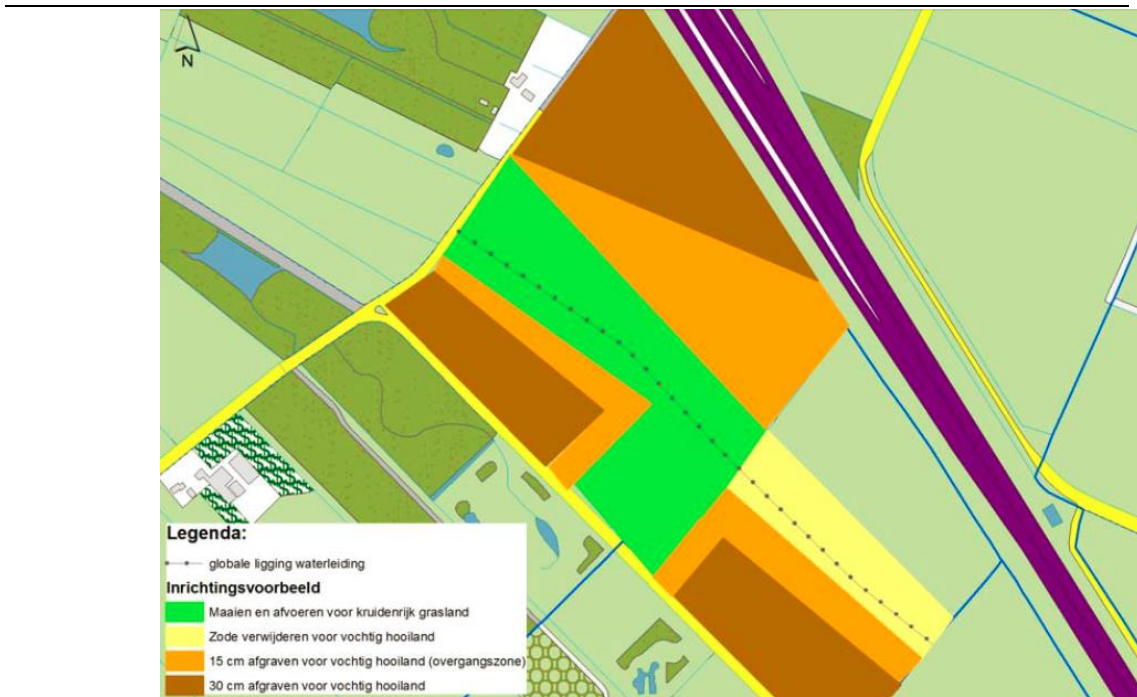 N
Legenda:
globale ligging waterleiding
Inrichtingsvoorbeeld
Maaien en afvoeren voor kruidenrijk grasland
Zode verwijderen voor vochtig hooiland
15 cm afgraven voor vochtig hooiland (overgangszone)
30 cm afgraven voor vochtig hooiland